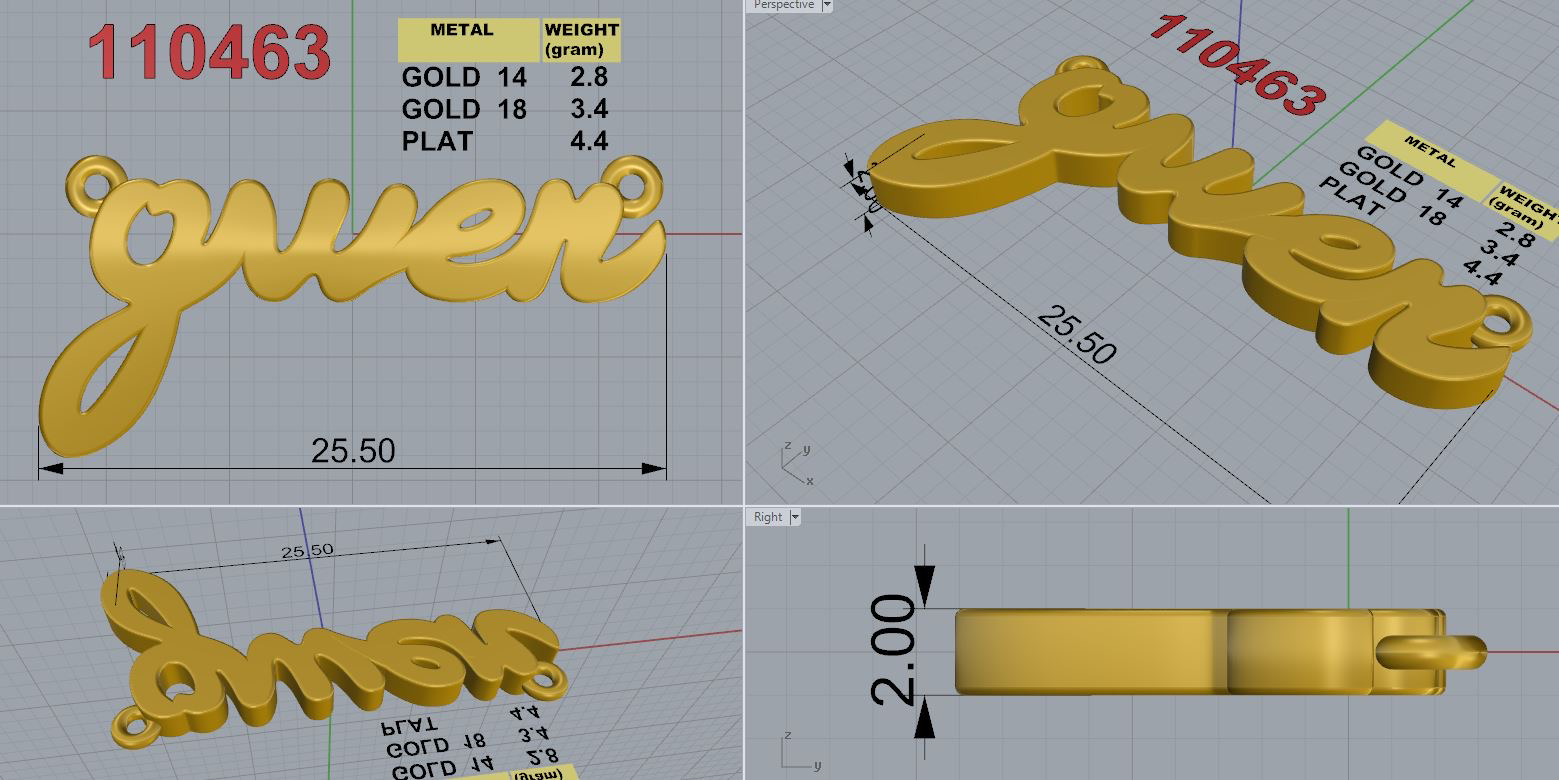 110463
METAL WEIGHT
(gram)
GOLD 14 2.8
GOLD 18 3.4
PLAT 4.4
gwen
25.50
Perspective
110463
METAL WEIGHT
(gram)
GOLD 14 2.8
GOLD 18 3.4
PLAT 4.4
gwen
2.00
25.50
z y
x
25.50
gwen
PLAT 4.4
GOLD 18 3.4
GOLD 14 2.8
(gram)
Right
2.00
z
y